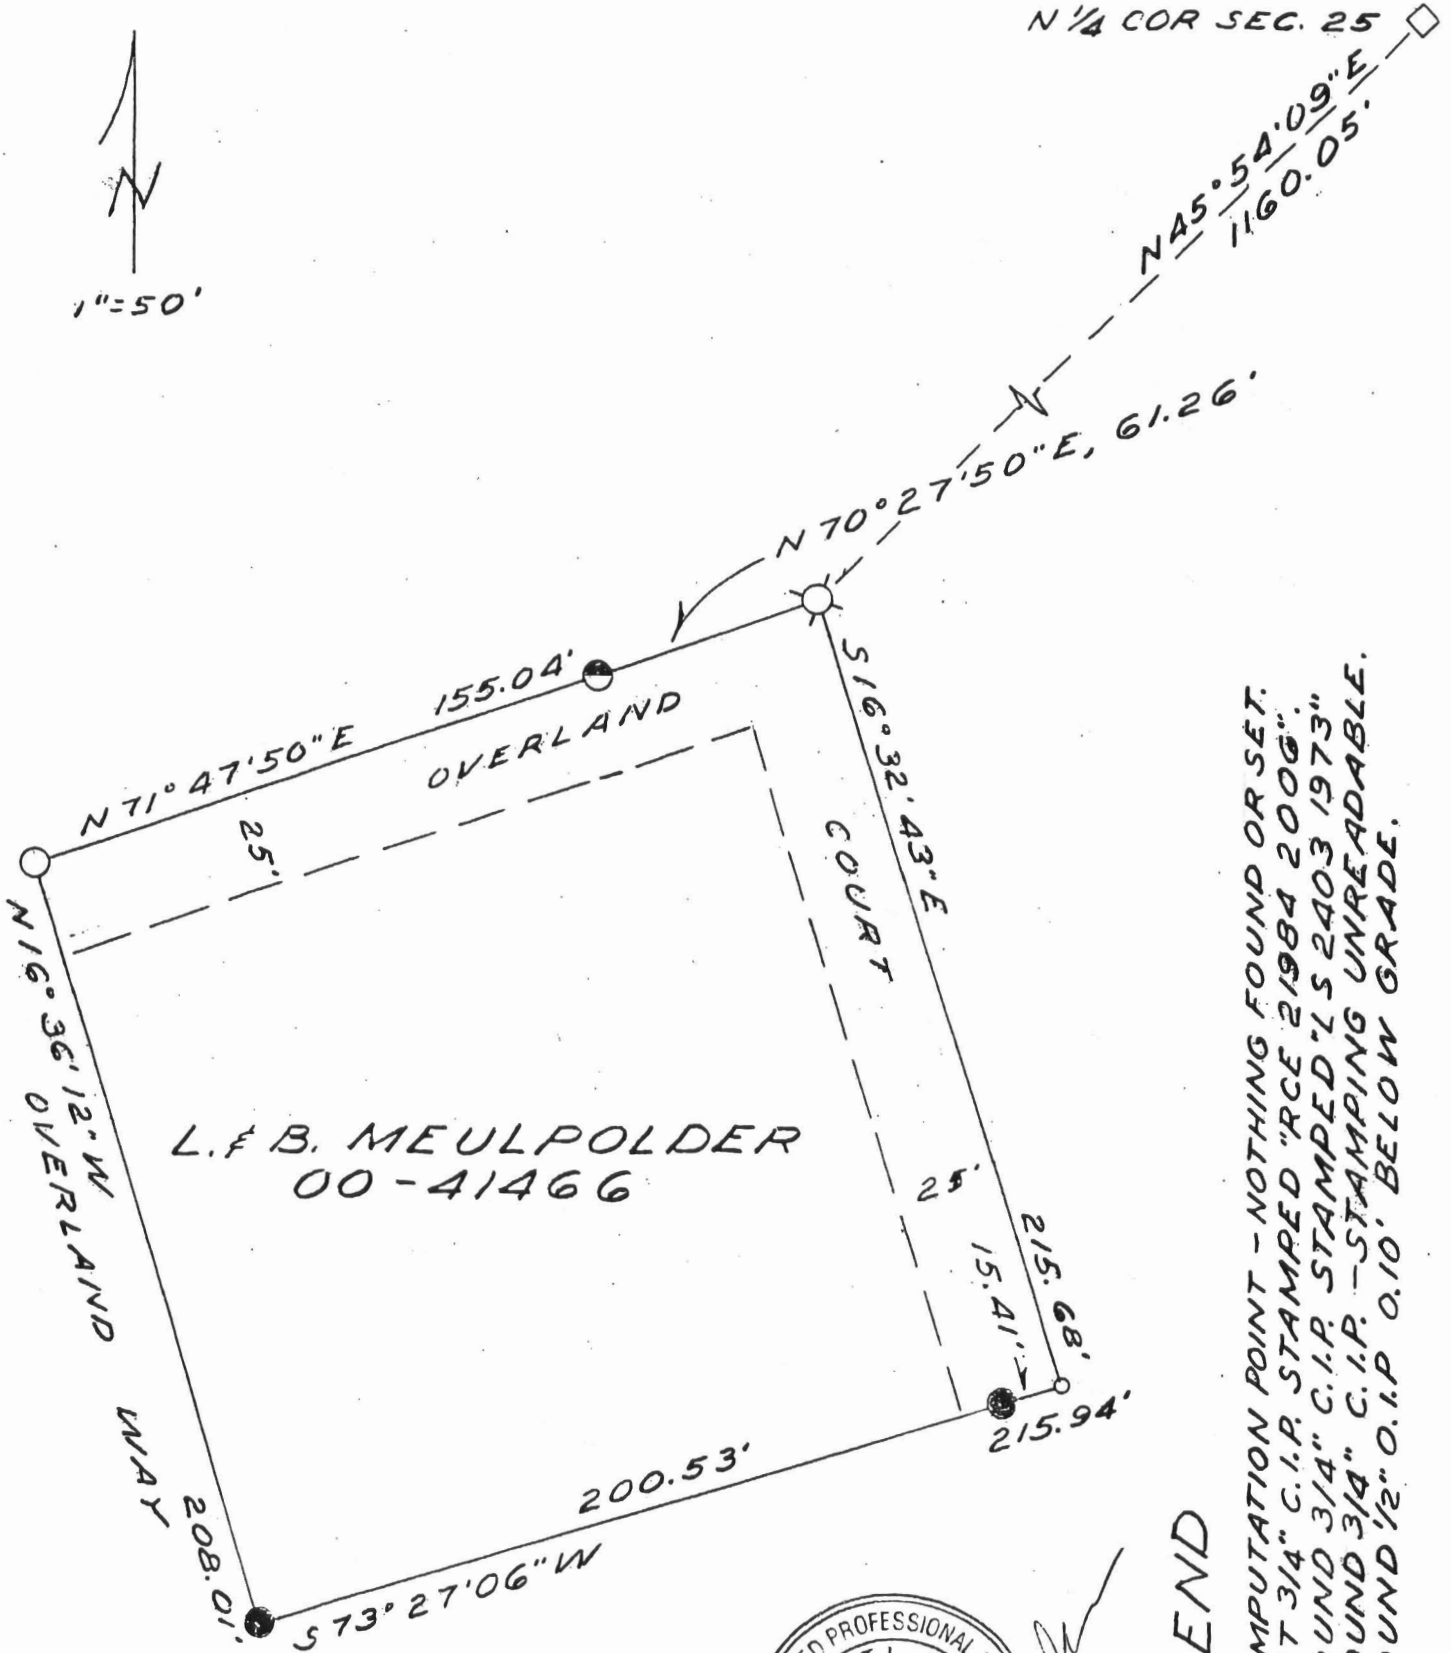 N 1/4 COR SEC. 25
N45°54'09"E
1160.05'
N
1"=50'
N 70°27'50"E, 61.26'
155.04'
N 71°47'50"E
OVERLAND
25'
S16°32'43"E
COURT
N16°36'12"W
OVERLAND
WAY
L. & B. MEULPOLDER
00-41466
25'
15.41'
215.68'
215.94'
200.53'
208.01'
S 73°27'06"W
PROFESSIONAL
END
MPUTATION POINT - NOTHING FOUND OR SET.
T 3/4" C.I.P. STAMPED "RCE 21984 2006".
UND 3/4" C.I.P. STAMPED "LS 2403 1973"
UND 3/4" C.I.P. - STAMPING UNREADABLE.
UND 1/2" O.I.P 0.10' BELOW GRADE.